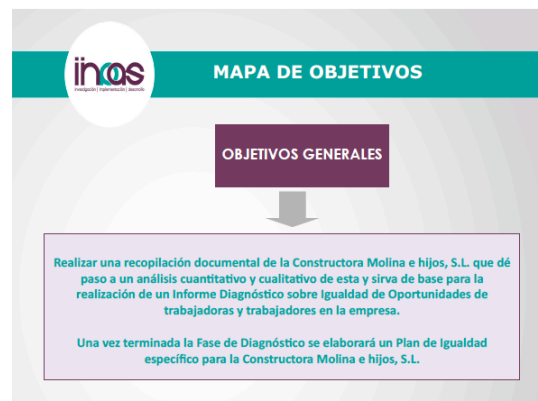 iinoas
investigación | implementación | desarrollo
MAPA DE OBJETIVOS
OBJETIVOS GENERALES
Realizar una recopilación documental de la Constructora Molina e hijos, S.L. que dé
paso a un análisis cuantitativo y cualitativo de esta y sirva de base para la
realización de un Informe Diagnóstico sobre Igualdad de Oportunidades de
trabajadoras y trabajadores en la empresa.
Una vez terminada la Fase de Diagnóstico se elaborará un Plan de Igualdad
específico para la Constructora Molina e hijos, S.L.